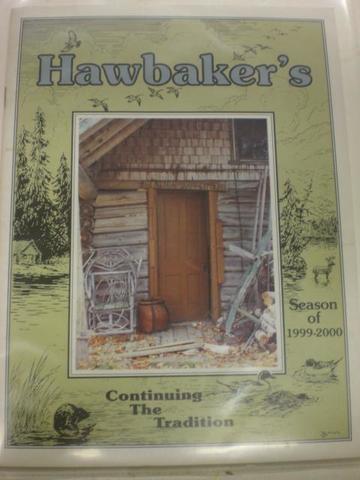 Hawbaker's
Season
of
1999-2000
Continuing
The
Tradition